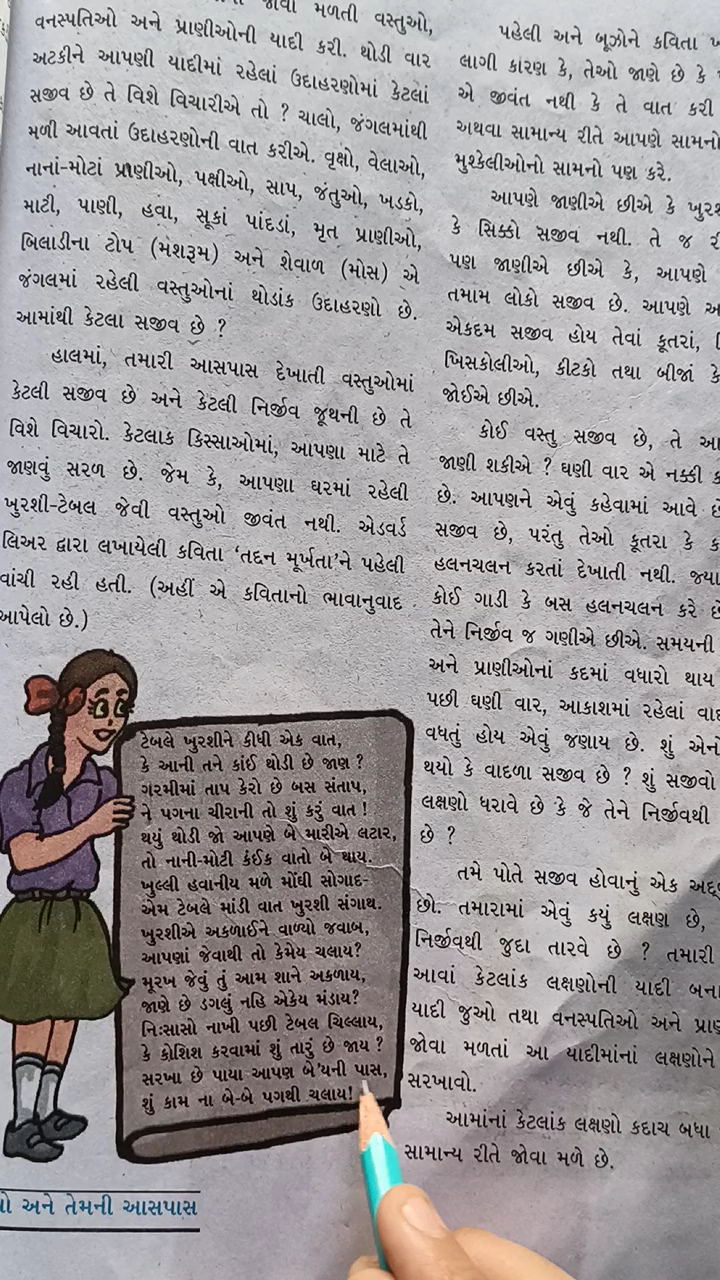 જોવા મળતી વસ્તુઓ,
વનસ્પતિઓ અને પ્રાણીઓની યાદી કરી. થોડી વાર
અટકીને આપણી યાદીમાં રહેલાં ઉદાહરણોમાં કેટલાં
સજીવ છે તે વિશે વિચારીએ તો ? ચાલો, જંગલમાંથી
મળી આવતાં ઉદાહરણોની વાત કરીએ. વૃક્ષો, વેલાઓ,
નાનાં-મોટાં પ્રાણીઓ, પક્ષીઓ, સાપ, જંતુઓ, ખડકો,
માટી, પાણી, હવા, સૂકાં પાંદડાં, મૃત પ્રાણીઓ,
બિલાડીના ટોપ (મશરૂમ) અને શેવાળ (મોસ) એ
જંગલમાં રહેલી વસ્તુઓનાં થોડાંક ઉદાહરણો છે.
આમાંથી કેટલા સજીવ છે ?
હાલમાં, તમારી આસપાસ દેખાતી વસ્તુઓમાં
કેટલી સજીવ છે અને કેટલી નિર્જીવ જૂથની છે તે
વિશે વિચારો. કેટલાક કિસ્સાઓમાં, આપણા માટે તે
જાણવું સરળ છે. જેમ કે, આપણા ઘરમાં રહેલી
ખુરશી-ટેબલ જેવી વસ્તુઓ જીવંત નથી. એડવર્ડ
લિઅર દ્વારા લખાયેલી કવિતા ‘તદ્દન મૂર્ખતા’ને પહેલી
વાંચી રહી હતી. (અહીં એ કવિતાનો ભાવાનુવાદ
આપેલો છે.)
ટેબલે ખુરશીને કીધી એક વાત,
કે આની તને કાંઈ થોડી છે જાણ ?
ગરમીમાં તાપ કેરો છે બસ સંતાપ,
ને પગના ચીરાની તો શું કરું વાત !
થયું થોડી જો આપણે બે મારીએ લટાર,
તો નાની-મોટી કંઈક વાતો બે થાય.
ખુલ્લી હવાનીય મળે મોંઘી સોગાદ-
એમ ટેબલે માંડી વાત ખુરશી સંગાથ.
ખુરશીએ અકળાઈને વાળ્યો જવાબ,
આપણાં જેવાથી તો કેમેય ચલાય?
મૂરખ જેવું તું આમ શાને અકળાય,
જાણે છે ડગલું નહિ એકેય મંડાય?
નિઃસાસો નાખી પછી ટેબલ ચિલ્લાય,
કે કોશિશ કરવામાં શું તારું છે જાય ?
સરખા છે પાયા આપણ બે'યની પાસ,
શું કામ ના બે-બે પગથી ચલાય!
અને તેમની આસપાસ
પહેલી અને બૂઝોને કવિતા
લાગી કારણ કે, તેઓ જાણે છે કે
એ જીવંત નથી કે તે વાત કરી
અથવા સામાન્ય રીતે આપણે સામનો
મુશ્કેલીઓનો સામનો પણ કરે.
આપણે જાણીએ છીએ કે
કે સિક્કો સજીવ નથી. તે જ
પણ જાણીએ છીએ કે, આપણે
તમામ લોકો સજીવ છે. આપણે
એકદમ સજીવ હોય તેવાં કૂતરાં,
ખિસકોલીઓ, કીટકો તથા બીજાં
જોઈએ છીએ.
કોઈ વસ્તુ સજીવ છે, તે
જાણી શકીએ ? ઘણી વાર એ નક્કી
છે. આપણને એવું કહેવામાં આવે
સજીવ છે, પરંતુ તેઓ કૂતરા કે
હલનચલન કરતાં દેખાતી નથી.
કોઈ ગાડી કે બસ હલનચલન કરે
તેને નિર્જીવ જ ગણીએ છીએ. સમયની
અને પ્રાણીઓનાં કદમાં વધારો થાય
પછી ઘણી વાર, આકાશમાં રહેલાં
વધતું હોય એવું જણાય છે. શું
થયો કે વાદળા સજીવ છે ? શું સજીવો
લક્ષણો ધરાવે છે કે જે તેને નિર્જીવથી
છે ?
તમે પોતે સજીવ હોવાનું એક
છો. તમારામાં એવું કયું લક્ષણ છે,
નિર્જીવથી જુદા તારવે છે ? તમારી
આવાં કેટલાંક લક્ષણોની યાદી
યાદી જુઓ તથા વનસ્પતિઓ અને
જોવા મળતાં આ યાદીમાંનાં લક્ષણોને
સરખાવો.
આમાંનાં કેટલાંક લક્ષણો કદાચ બધા
સામાન્ય રીતે જોવા મળે છે.